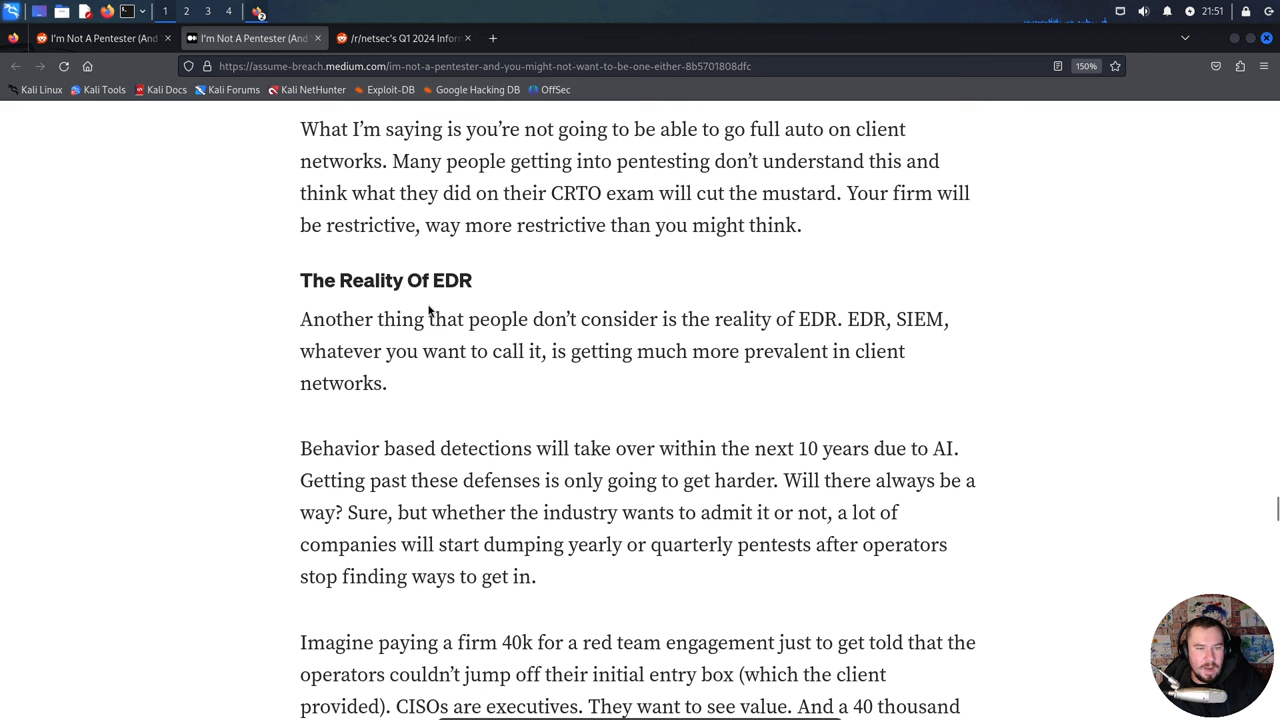 1 2 3 4 2 21:51
I'm Not A Pentester (And
I'm Not A Pentester (And
/r/netsec's Q1 2024 Infor
https://assume-breach.medium.com/im-not-a-pentester-and-you-might-not-want-to-be-one-either-8b5701808dfc 150%
Kali Linux Kali Tools Kali Docs Kali Forums Kali NetHunter Exploit-DB Google Hacking DB OffSec
What I'm saying is you're not going to be able to go full auto on client
networks. Many people getting into pentesting don't understand this and
think what they did on their CRTO exam will cut the mustard. Your firm will
be restrictive, way more restrictive than you might think.
The Reality Of EDR
Another thing that people don't consider is the reality of EDR. EDR, SIEM,
whatever you want to call it, is getting much more prevalent in client
networks.
Behavior based detections will take over within the next 10 years due to AI.
Getting past these defenses is only going to get harder. Will there always be a
way? Sure, but whether the industry wants to admit it or not, a lot of
companies will start dumping yearly or quarterly pentests after operators
stop finding ways to get in.
Imagine paying a firm 40k for a red team engagement just to get told that the
operators couldn't jump off their initial entry box (which the client
provided). CISOs are executives. They want to see value. And a 40 thousand